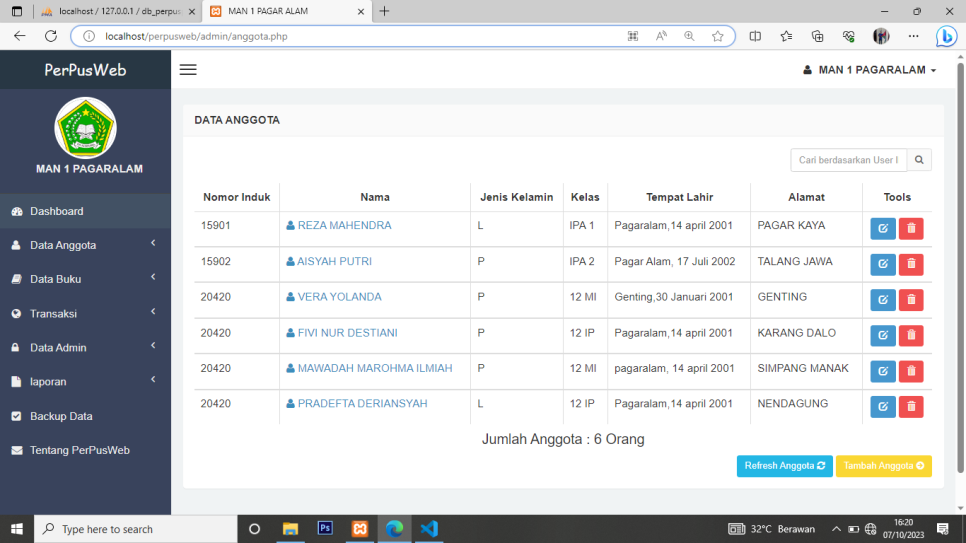 localhost / 127.0.0.1 / db_perpus
MAN 1 PAGAR ALAM
localhost/perpusweb/admin/anggota.php
PerPusWeb
MAN 1 PAGARALAM
MAN 1 PAGARALAM
Dashboard
Data Anggota
Data Buku
Transaksi
Data Admin
laporan
Backup Data
Tentang PerPusWeb
DATA ANGGOTA
Cari berdasarkan User I
Nomor Induk Nama Jenis Kelamin Kelas Tempat Lahir Alamat Tools
15901 REZA MAHENDRA L IPA 1 Pagaralam,14 april 2001 PAGAR KAYA
15902 AISYAH PUTRI P IPA 2 Pagar Alam, 17 Juli 2002 TALANG JAWA
20420 VERA YOLANDA P 12 MI Genting,30 Januari 2001 GENTING
20420 FIVI NUR DESTIANI P 12 IP Pagaralam,14 april 2001 KARANG DALO
20420 MAWADAH MAROHMA ILMIAH P 12 MI pagaralam, 14 april 2001 SIMPANG MANAK
20420 PRADEFTA DERIANSYAH L 12 IP Pagaralam,14 april 2001 NENDAGUNG
Jumlah Anggota : 6 Orang
Refresh Anggota Tambah Anggota
Type here to search
Ps
32°C Berawan
16:20
07/10/2023